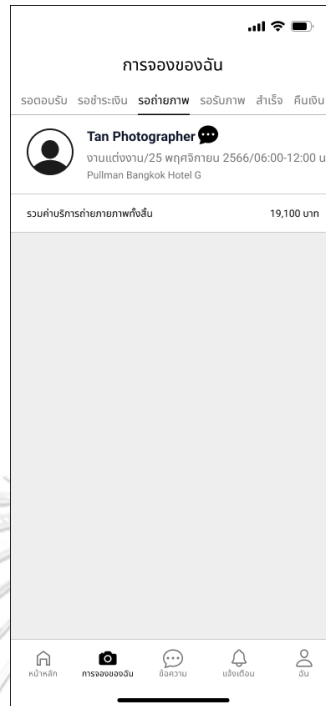 การจองของฉัน
รอตอบรับ รอชำระเงิน รอถ่ายภาพ รอรับภาพ สำเร็จ คืนเงิน
Tan Photographer
งานแต่งงาน/25 พฤศจิกายน 2566/06:00-12:00 น
Pullman Bangkok Hotel G
รวมค่าบริการถ่ายภายภาพทั้งสิ้น 19,100 บาท
หน้าหลัก การจองของฉัน ข้อความ แจ้งเตือน ฉัน